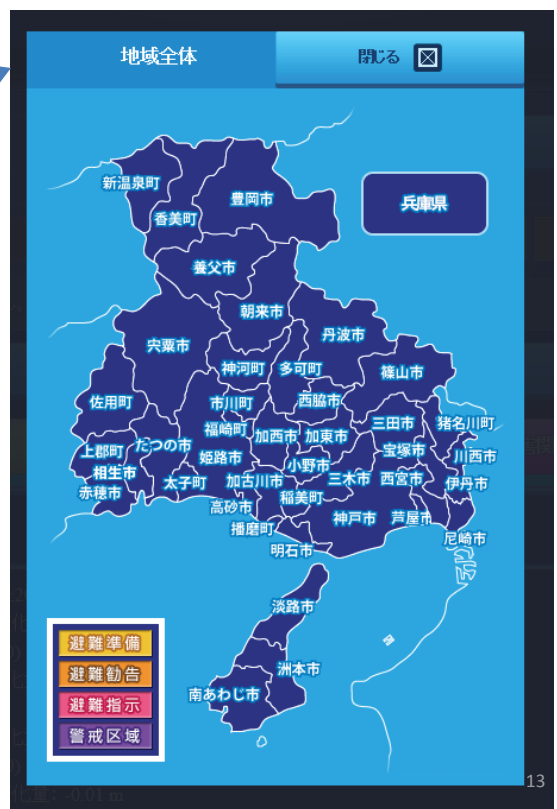 地域全体
閉じる
兵庫県
新温泉町
豊岡市
香美町
養父市
朝来市
丹波市
宍粟市
神河町
多可町
篠山市
佐用町
市川町
西脇市
三田市
猪名川町
福崎町
加西市
加東市
上郡町
たつの市
姫路市
宝塚市
川西市
相生市
小野市
赤穂市
太子町
加古川市
三木市
西宮市
伊丹市
稲美町
高砂市
神戸市
芦屋市
播磨町
明石市
尼崎市
淡路市
洲本市
南あわじ市
避難準備
避難勧告
避難指示
警戒区域
13
化量: -0.01 m